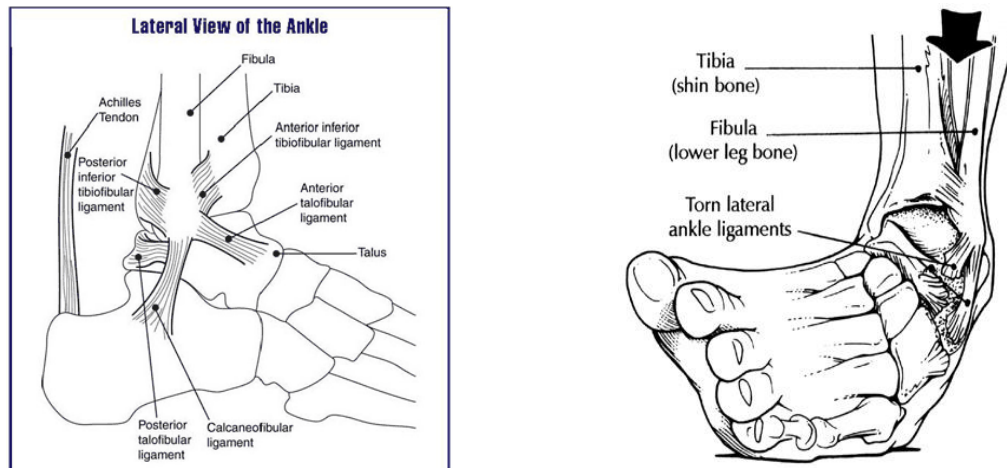 Lateral View of the Ankle
Fibula
Tibia
Achilles
Tendon
Anterior inferior
tibiofibular ligament
Posterior
inferior
tibiofibular
ligament
Anterior
talofibular
ligament
Talus
Posterior
talofibular
ligament
Calcaneofibular
ligament
Tibia
(shin bone)
Fibula
(lower leg bone)
Torn lateral
ankle ligaments